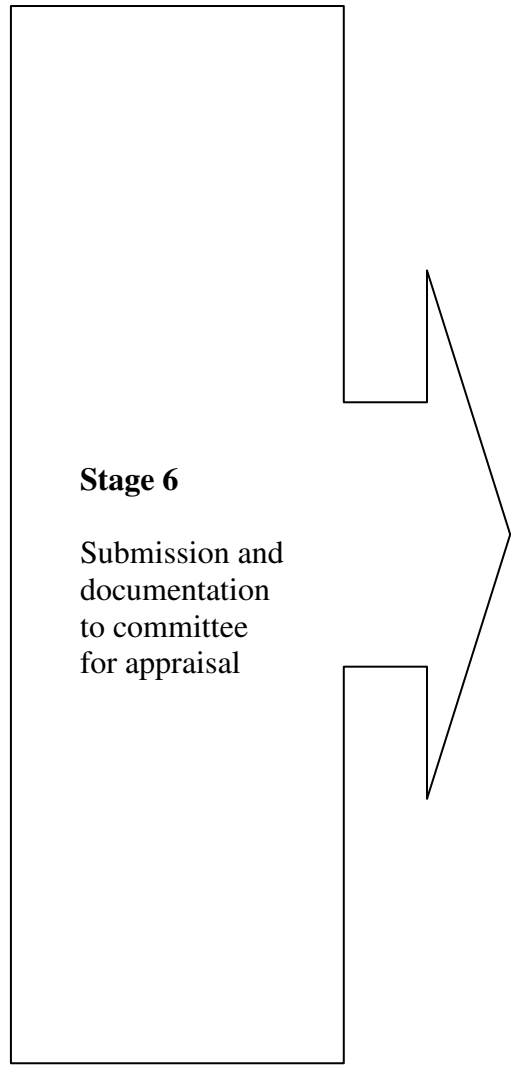 Stage 6
Submission and
documentation
to committee
for appraisal